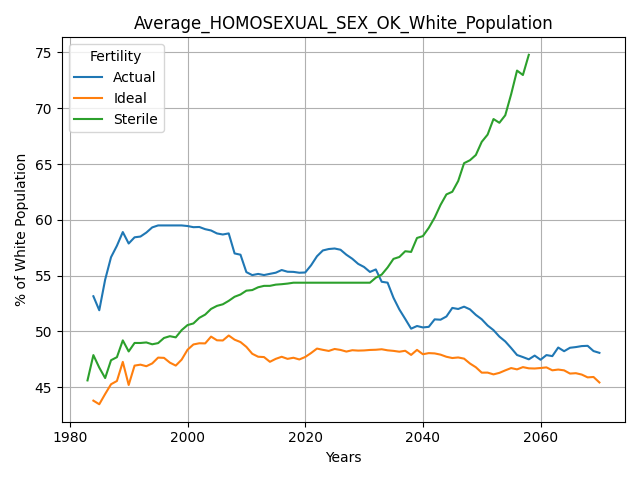 Average_HOMOSEXUAL_SEX_OK_White_Population
Fertility
Actual
Ideal
Sterile
% of White Population
75
70
65
60
55
50
45
1980
2000
2020
2040
2060
Years